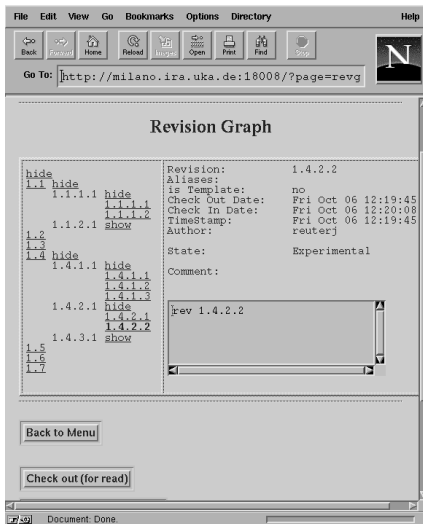 File Edit View Go Bookmarks Options Directory Help
Back Forward Home Reload Images Open Print Find Stop
N
Go To: http://milano.ira.uka.de:18008/?page=revg
Revision Graph
hide
1.1 hide
1.1.1.1 hide
1.1.1.1
1.1.1.2
1.1.2.1 show
1.2
1.3
1.4 hide
1.4.1.1 hide
1.4.1.1
1.4.1.2
1.4.1.3
1.4.2.1 hide
1.4.2.1
1.4.2.2
1.4.3.1 show
1.5
1.6
1.7
Revision: 1.4.2.2
Aliases:
is Template: no
Check Out Date: Fri Oct 06 12:19:45
Check In Date: Fri Oct 06 12:20:08
TimeStamp: Fri Oct 06 12:19:45
Author: reuterj
State: Experimental
Comment:
rev 1.4.2.2
Back to Menu
Check out (for read)
Document: Done.